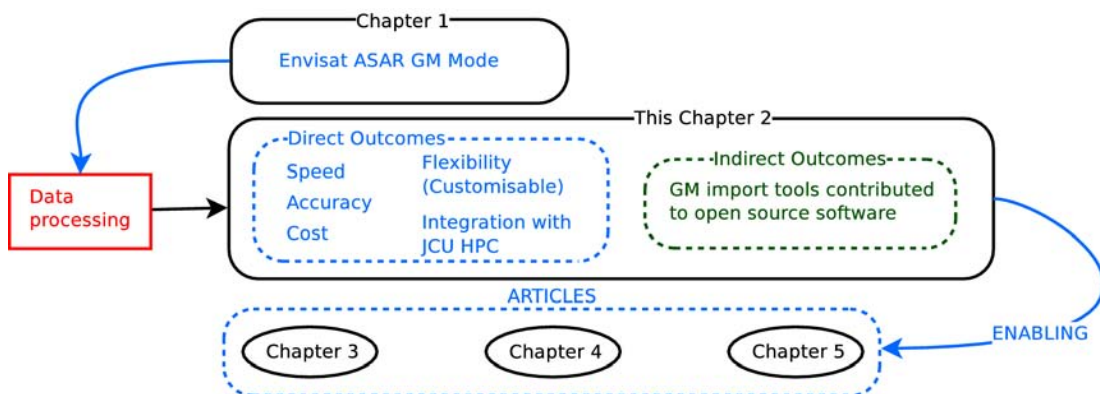 Chapter 1
Envisat ASAR GM Mode
This Chapter 2
Data
processing
Direct Outcomes
Speed
Accuracy
Cost
Flexibility
(Customisable)
Integration with
JCU HPC
Indirect Outcomes
GM import tools contributed
to open source software
ARTICLES
Chapter 3
Chapter 4
Chapter 5
ENABLING